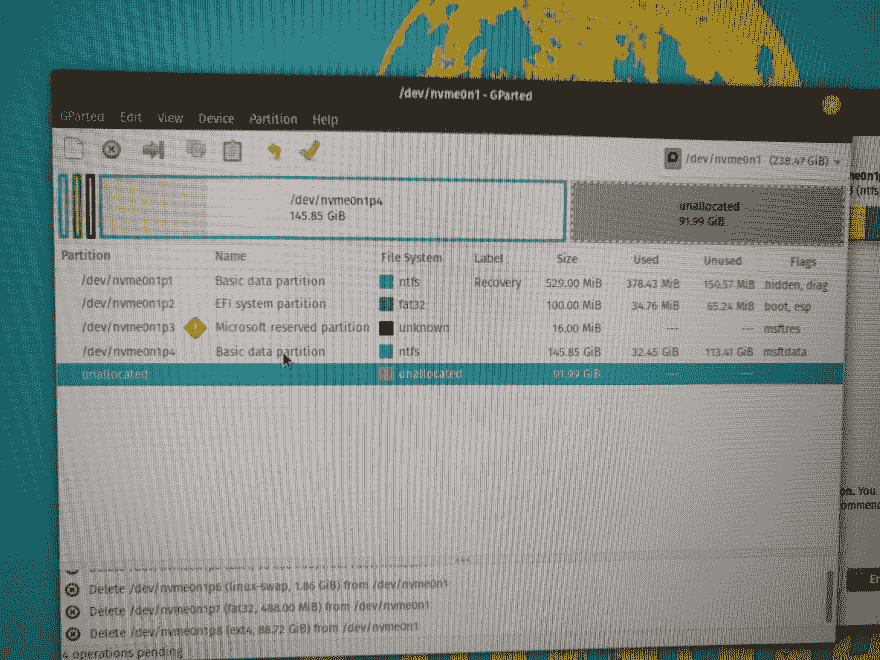 /dev/nvme0n1 - GParted
GParted Edit View Device Partition Help
/dev/nvme0n1 (238.47 GiB)
/dev/nvme0n1p4
145.85 GiB
unallocated
91.99 GiB
Partition Name File System Label Size Used Unused Flags
/dev/nvme0n1p1 Basic data partition ntfs Recovery 529.00 MiB 378.43 MiB 150.57 MiB hidden, diag
/dev/nvme0n1p2 EFI system partition fat32 100.00 MiB 34.76 MiB 65.24 MiB boot, esp
/dev/nvme0n1p3 Microsoft reserved partition unknown 16.00 MiB --- --- msftres
/dev/nvme0n1p4 Basic data partition ntfs 145.85 GiB 32.45 GiB 113.41 GiB msftdata
unallocated unallocated 91.99 GiB --- ---
Delete /dev/nvme0n1p6 (linux-swap, 1.86 GiB) from /dev/nvme0n1
Delete /dev/nvme0n1p7 (fat32, 488.00 MiB) from /dev/nvme0n1
Delete /dev/nvme0n1p8 (ext4, 88.72 GiB) from /dev/nvme0n1
4 operations pending